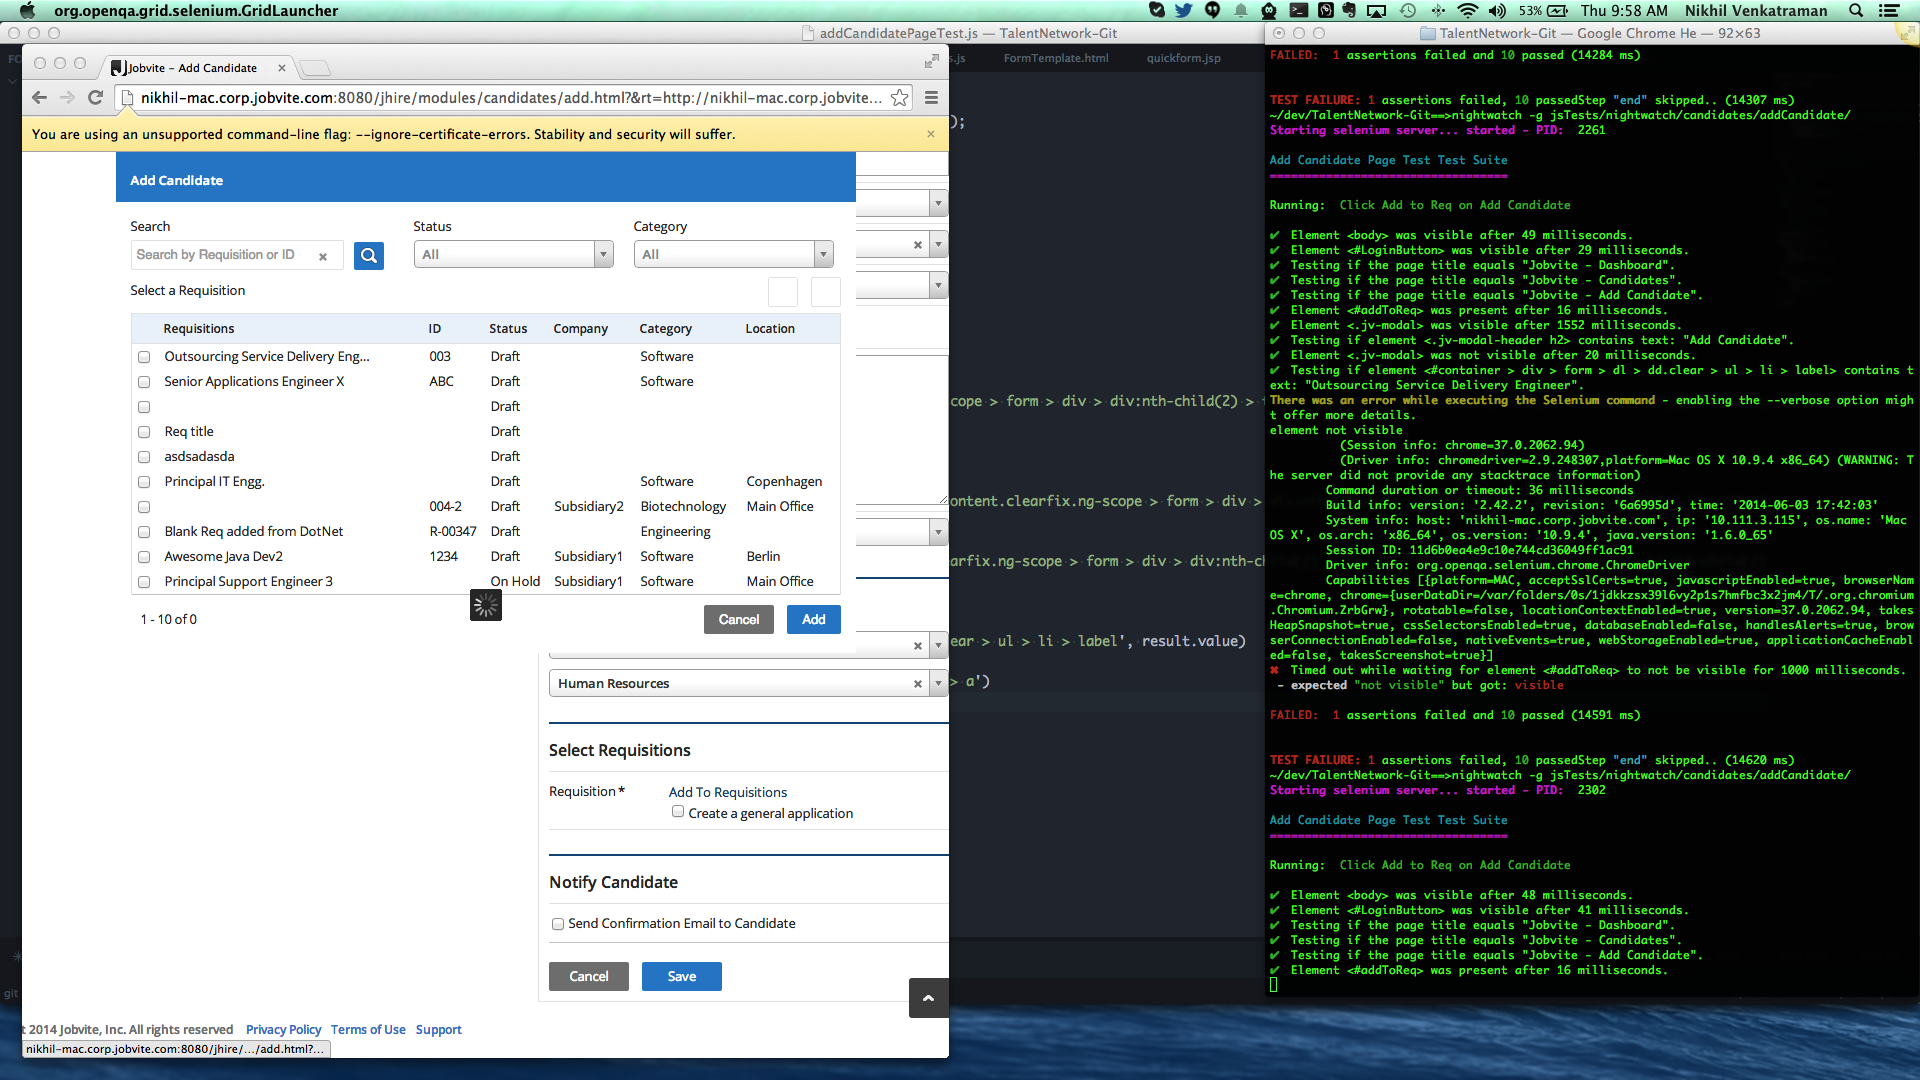 org.openqa.grid.selenium.GridLauncher
53%
Thu 9:58 AM
Nikhil Venkatraman
addCandidatePageTest.js — TalentNetwork-Git
s.js
FormTemplate.html
quickform.jsp
FO
);
cope > form > div > div:nth-child(2) >
ontent.clearfix.ng-scope > form > div >
arfix.ng-scope > form > div > div:nth-c
ear > ul > li > label', result.value)
> a')
git
Jobvite - Add Candidate
nikhil-mac.corp.jobvite.com:8080/jhire/modules/candidates/add.html?&rt=http://nikhil-mac.corp.jobvite...
You are using an unsupported command-line flag: --ignore-certificate-errors. Stability and security will suffer.
Add Candidate
Search
Status
Category
Search by Requisition or ID
All
All
Select a Requisition
Requisitions ID Status Company Category Location
Outsourcing Service Delivery Eng... 003 Draft Software
Senior Applications Engineer X ABC Draft Software
Draft
Req title Draft
asdsadasda Draft
Principal IT Engg. Draft Software Copenhagen
004-2 Draft Subsidiary2 Biotechnology Main Office
Blank Req added from DotNet R-00347 Draft Engineering
Awesome Java Dev2 1234 Draft Subsidiary1 Software Berlin
Principal Support Engineer 3 On Hold Subsidiary1 Software Main Office
1 - 10 of 0
Cancel
Add
Human Resources
Select Requisitions
Requisition *
Add To Requisitions
Create a general application
Notify Candidate
Send Confirmation Email to Candidate
Cancel
Save
t 2014 Jobvite, Inc. All rights reserved
Privacy Policy
Terms of Use
Support
nikhil-mac.corp.jobvite.com:8080/jhire/.../add.html?...
TalentNetwork-Git — Google Chrome He — 92×63
FAILED: 1 assertions failed and 10 passed (14284 ms)
TEST FAILURE: 1 assertions failed, 10 passedStep "end" skipped.. (14307 ms)
~/dev/TalentNetwork-Git==>nightwatch -g jsTests/nightwatch/candidates/addCandidate/
Starting selenium server... started - PID: 2261
Add Candidate Page Test Test Suite
==================================
Running: Click Add to Req on Add Candidate
✔ Element <body> was visible after 49 milliseconds.
✔ Element <#LoginButton> was visible after 29 milliseconds.
✔ Testing if the page title equals "Jobvite - Dashboard".
✔ Testing if the page title equals "Jobvite - Candidates".
✔ Testing if the page title equals "Jobvite - Add Candidate".
✔ Element <#addToReq> was present after 16 milliseconds.
✔ Element <.jv-modal> was visible after 1552 milliseconds.
✔ Testing if element <.jv-modal-header h2> contains text: "Add Candidate".
✔ Element <.jv-modal> was not visible after 20 milliseconds.
✔ Testing if element <#container > div > form > dl > dd.clear > ul > li > label> contains t
ext: "Outsourcing Service Delivery Engineer".
There was an error while executing the Selenium command - enabling the --verbose option migh
t offer more details.
element not visible
(Session info: chrome=37.0.2062.94)
(Driver info: chromedriver=2.9.248307,platform=Mac OS X 10.9.4 x86_64) (WARNING: T
he server did not provide any stacktrace information)
Command duration or timeout: 36 milliseconds
Build info: version: '2.42.2', revision: '6a6995d', time: '2014-06-03 17:42:03'
System info: host: 'nikhil-mac.corp.jobvite.com', ip: '10.111.3.115', os.name: 'Mac
OS X', os.arch: 'x86_64', os.version: '10.9.4', java.version: '1.6.0_65'
Session ID: 11d6b0ea4e9c10e744cd36049ff1ac91
Driver info: org.openqa.selenium.chrome.ChromeDriver
Capabilities [{platform=MAC, acceptSslCerts=true, javascriptEnabled=true, browserNa
me=chrome, chrome={userDataDir=/var/folders/0s/1jdkkzsx39l6vy2p1s7hmfbc3x2jm4/T/.org.chromium
.Chromium.ZrbGrw}, rotatable=false, locationContextEnabled=true, version=37.0.2062.94, takes
HeapSnapshot=true, cssSelectorsEnabled=true, databaseEnabled=false, handlesAlerts=true, brow
serConnectionEnabled=false, nativeEvents=true, webStorageEnabled=true, applicationCacheEnabl
ed=false, takesScreenshot=true}]
✖ Timed out while waiting for element <#addToReq> to not be visible for 1000 milliseconds.
- expected "not visible" but got: visible
FAILED: 1 assertions failed and 10 passed (14591 ms)
TEST FAILURE: 1 assertions failed, 10 passedStep "end" skipped.. (14620 ms)
~/dev/TalentNetwork-Git==>nightwatch -g jsTests/nightwatch/candidates/addCandidate/
Starting selenium server... started - PID: 2302
Add Candidate Page Test Test Suite
==================================
Running: Click Add to Req on Add Candidate
✔ Element <body> was visible after 48 milliseconds.
✔ Element <#LoginButton> was visible after 41 milliseconds.
✔ Testing if the page title equals "Jobvite - Dashboard".
✔ Testing if the page title equals "Jobvite - Candidates".
✔ Testing if the page title equals "Jobvite - Add Candidate".
✔ Element <#addToReq> was present after 16 milliseconds.